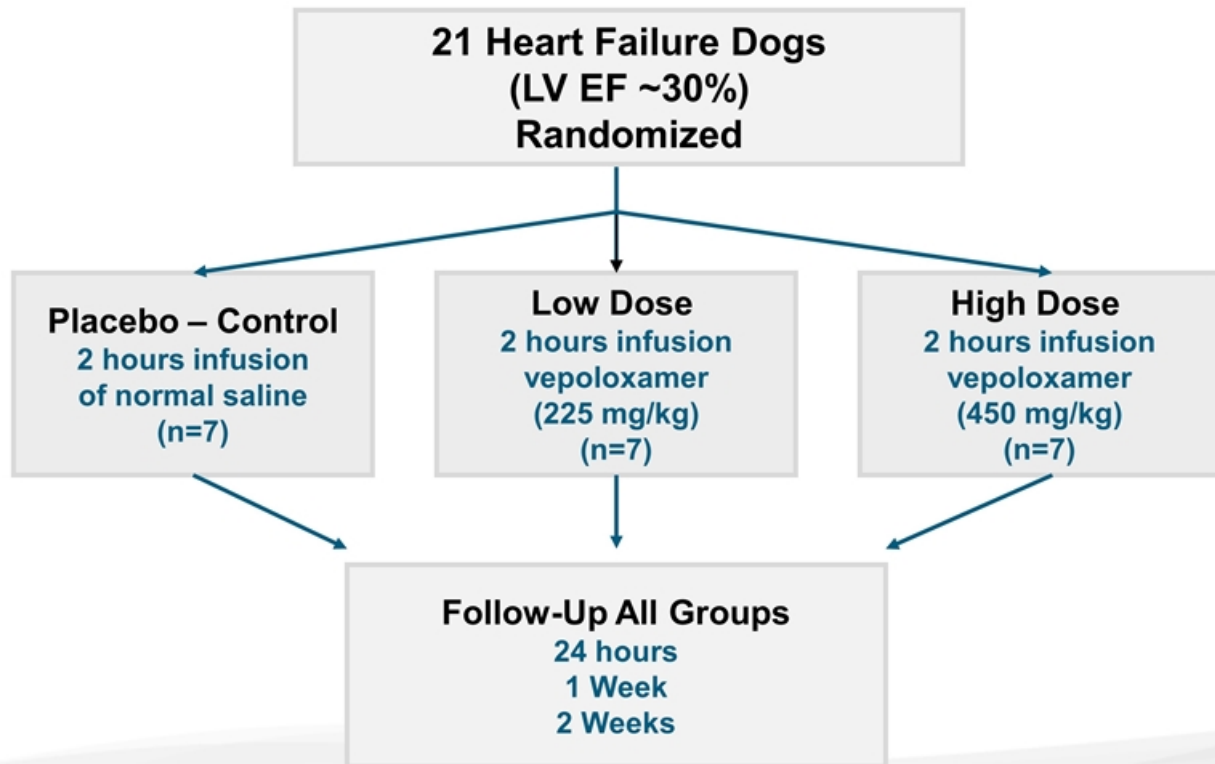 21 Heart Failure Dogs
(LV EF ~30%)
Randomized
Placebo – Control
2 hours infusion
of normal saline
(n=7)
Low Dose
2 hours infusion
vepoloxamer
(225 mg/kg)
(n=7)
High Dose
2 hours infusion
vepoloxamer
(450 mg/kg)
(n=7)
Follow-Up All Groups
24 hours
1 Week
2 Weeks